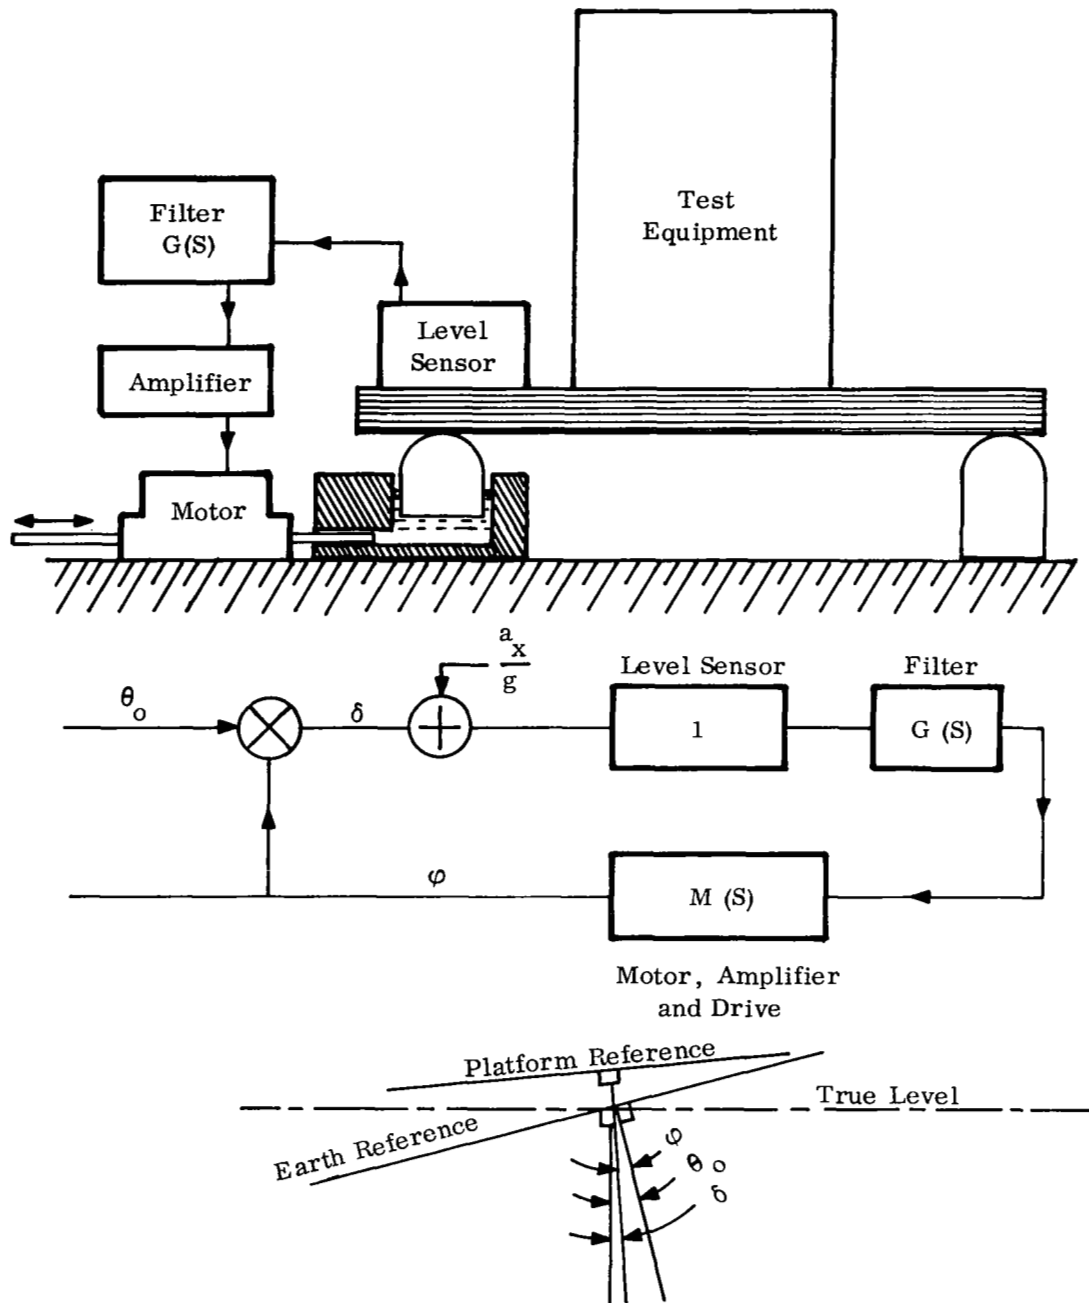 Test
Equipment
Filter
G(S)
Level
Sensor
Amplifier
Motor
a
x
g
θ
o
δ
Level Sensor
1
Filter
G (S)
φ
M (S)
Motor, Amplifier
and Drive
Platform Reference
True Level
Earth Reference
φ
θ
o
δ